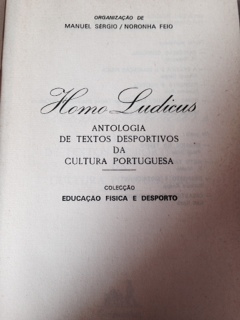 ORGANIZAÇÃO DE
MANUEL SERGIO / NORONHA FEIO
Homo Ludicus
ANTOLOGIA
DE TEXTOS DESPORTIVOS
DA
CULTURA PORTUGUESA
COLECÇÃO
EDUCAÇÃO FISICA E DESPORTO